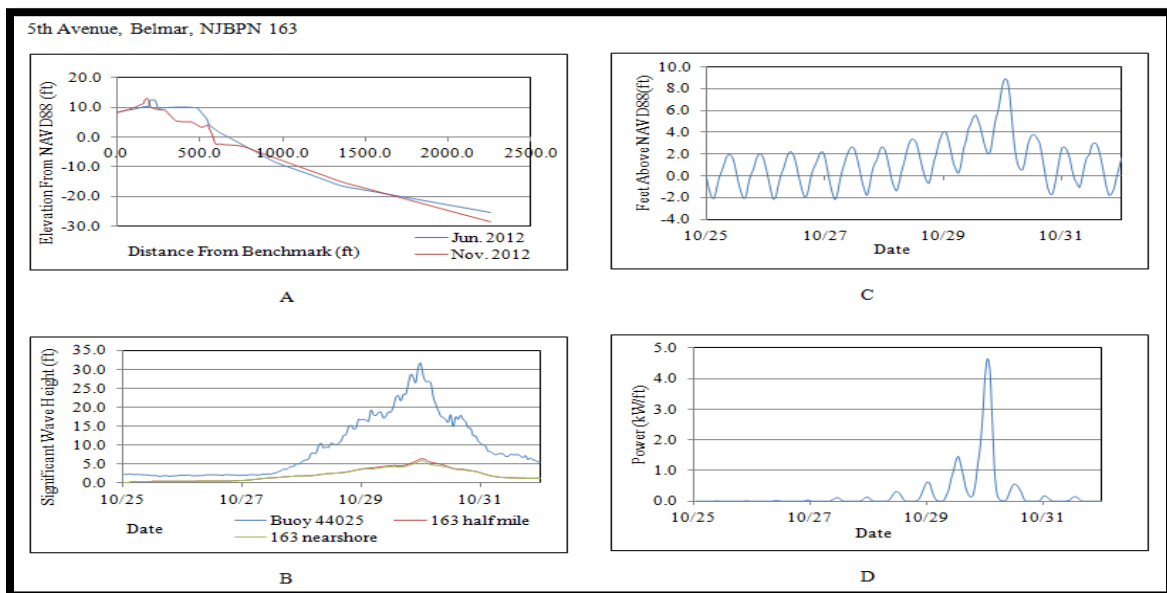 5th Avenue, Belmar, NJBPN 163
Elevation From NAVD88 (ft)
20.0
10.0
0.0
-10.0
-20.0
-30.0
0.0 500.0 1000.0 1500.0 2000.0 2500.0
Jun. 2012
Nov. 2012
Distance From Benchmark (ft)
A
Feet Above NAVD88(ft)
10.0
8.0
6.0
4.0
2.0
0.0
-2.0
-4.0
10/25 10/27 10/29 10/31
Date
C
Significant Wave Height (ft)
35.0
30.0
25.0
20.0
15.0
10.0
5.0
0.0
10/25 10/27 10/29 10/31
Date
Buoy 44025 163 half mile
163 nearshore
B
Power (kW/ft)
5.0
4.0
3.0
2.0
1.0
0.0
10/25 10/27 10/29 10/31
Date
D